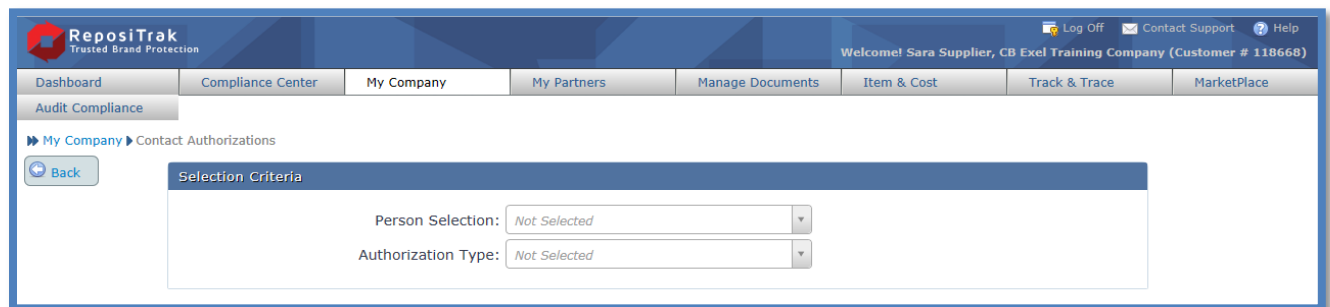 ReposiTrak
Trusted Brand Protection
Log Off Contact Support Help
Welcome! Sara Supplier, CB Exel Training Company (Customer # 118668)
Dashboard Compliance Center My Company My Partners Manage Documents Item & Cost Track & Trace MarketPlace
Audit Compliance
My Company Contact Authorizations
Back
Selection Criteria
Person Selection: Not Selected
Authorization Type: Not Selected